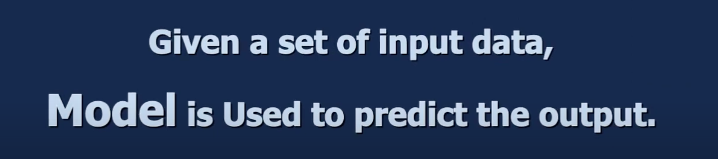 Given a set of input data,
Model is Used to predict the output.